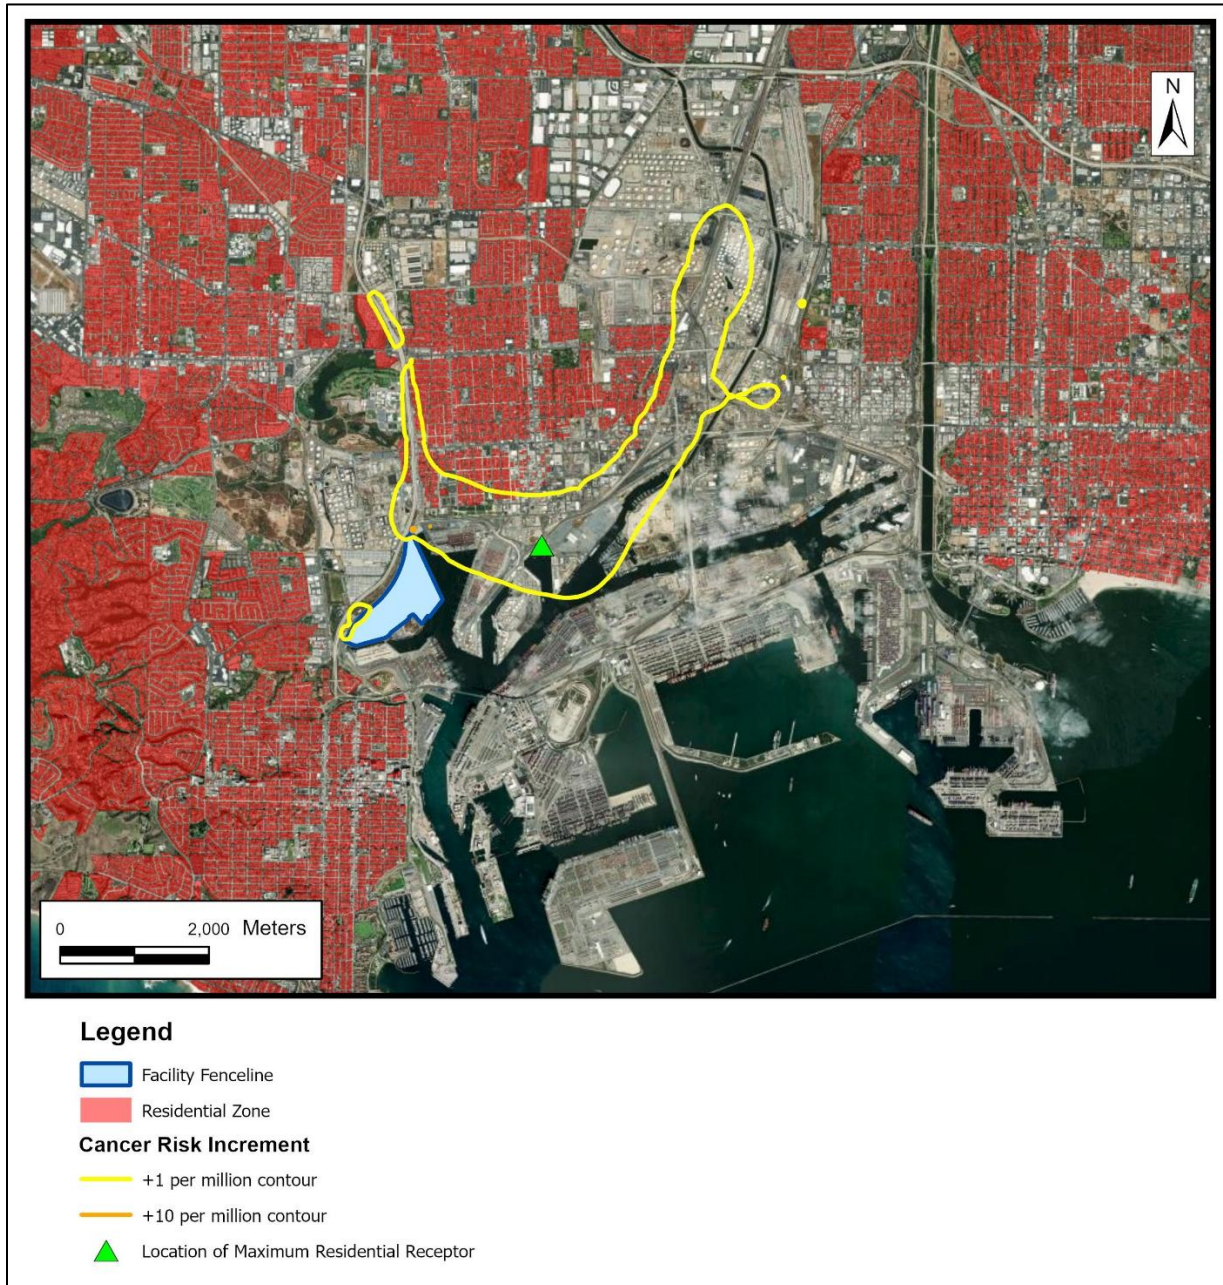 N
0 2,000 Meters
Legend
Facility Fenceline
Residential Zone
Cancer Risk Increment
+1 per million contour
+10 per million contour
Location of Maximum Residential Receptor